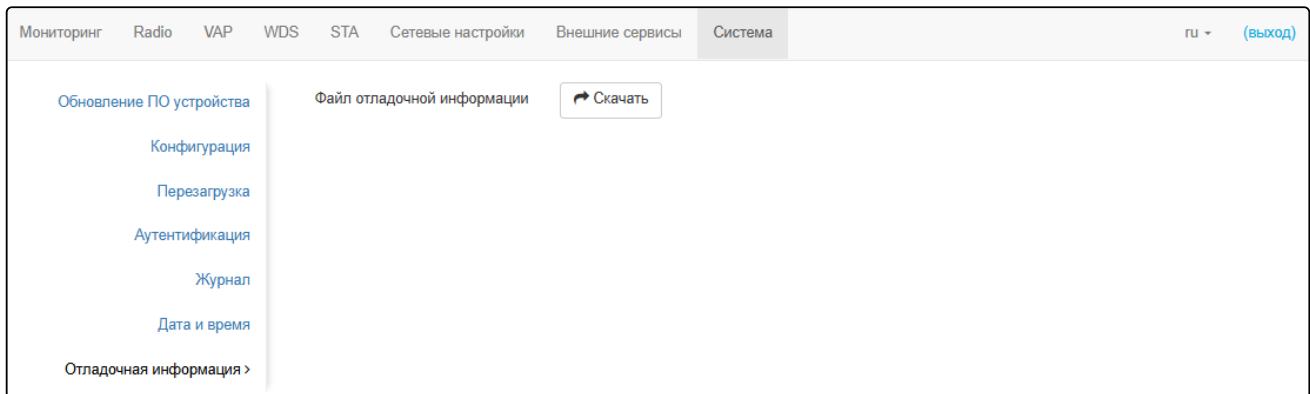 Мониторинг Radio VAP WDS STA Сетевые настройки Внешние сервисы Система ru (выход)
Обновление ПО устройства
Конфигурация
Перезагрузка
Аутентификация
Журнал
Дата и время
Отладочная информация >
Файл отладочной информации Скачать